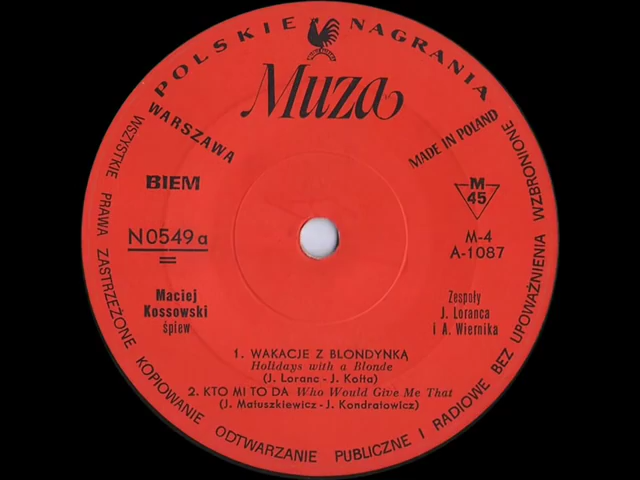 POLSKIE NAGRANIA
Muza
WARSZAWA
MADE IN POLAND
BIEM
M
45
N0549a
M-4
A-1087
Maciej
Kossowski
śpiew
Zespoły
J. Loranca
i A. Wiernika
1. WAKACJE Z BLONDYNKĄ
Holidays with a Blonde
(J. Loranc - J. Kołta)
2. KTO MI TO DA Who Would Give Me That
(J. Matuszkiewicz - J. Kondratowicz)
WSZYSTKIE PRAWA ZASTRZEŻONE KOPIOWANIE ODTWARZANIE PUBLICZNE I RADIOWE BEZ UPOWAŻNIENIA WZBRONIONE